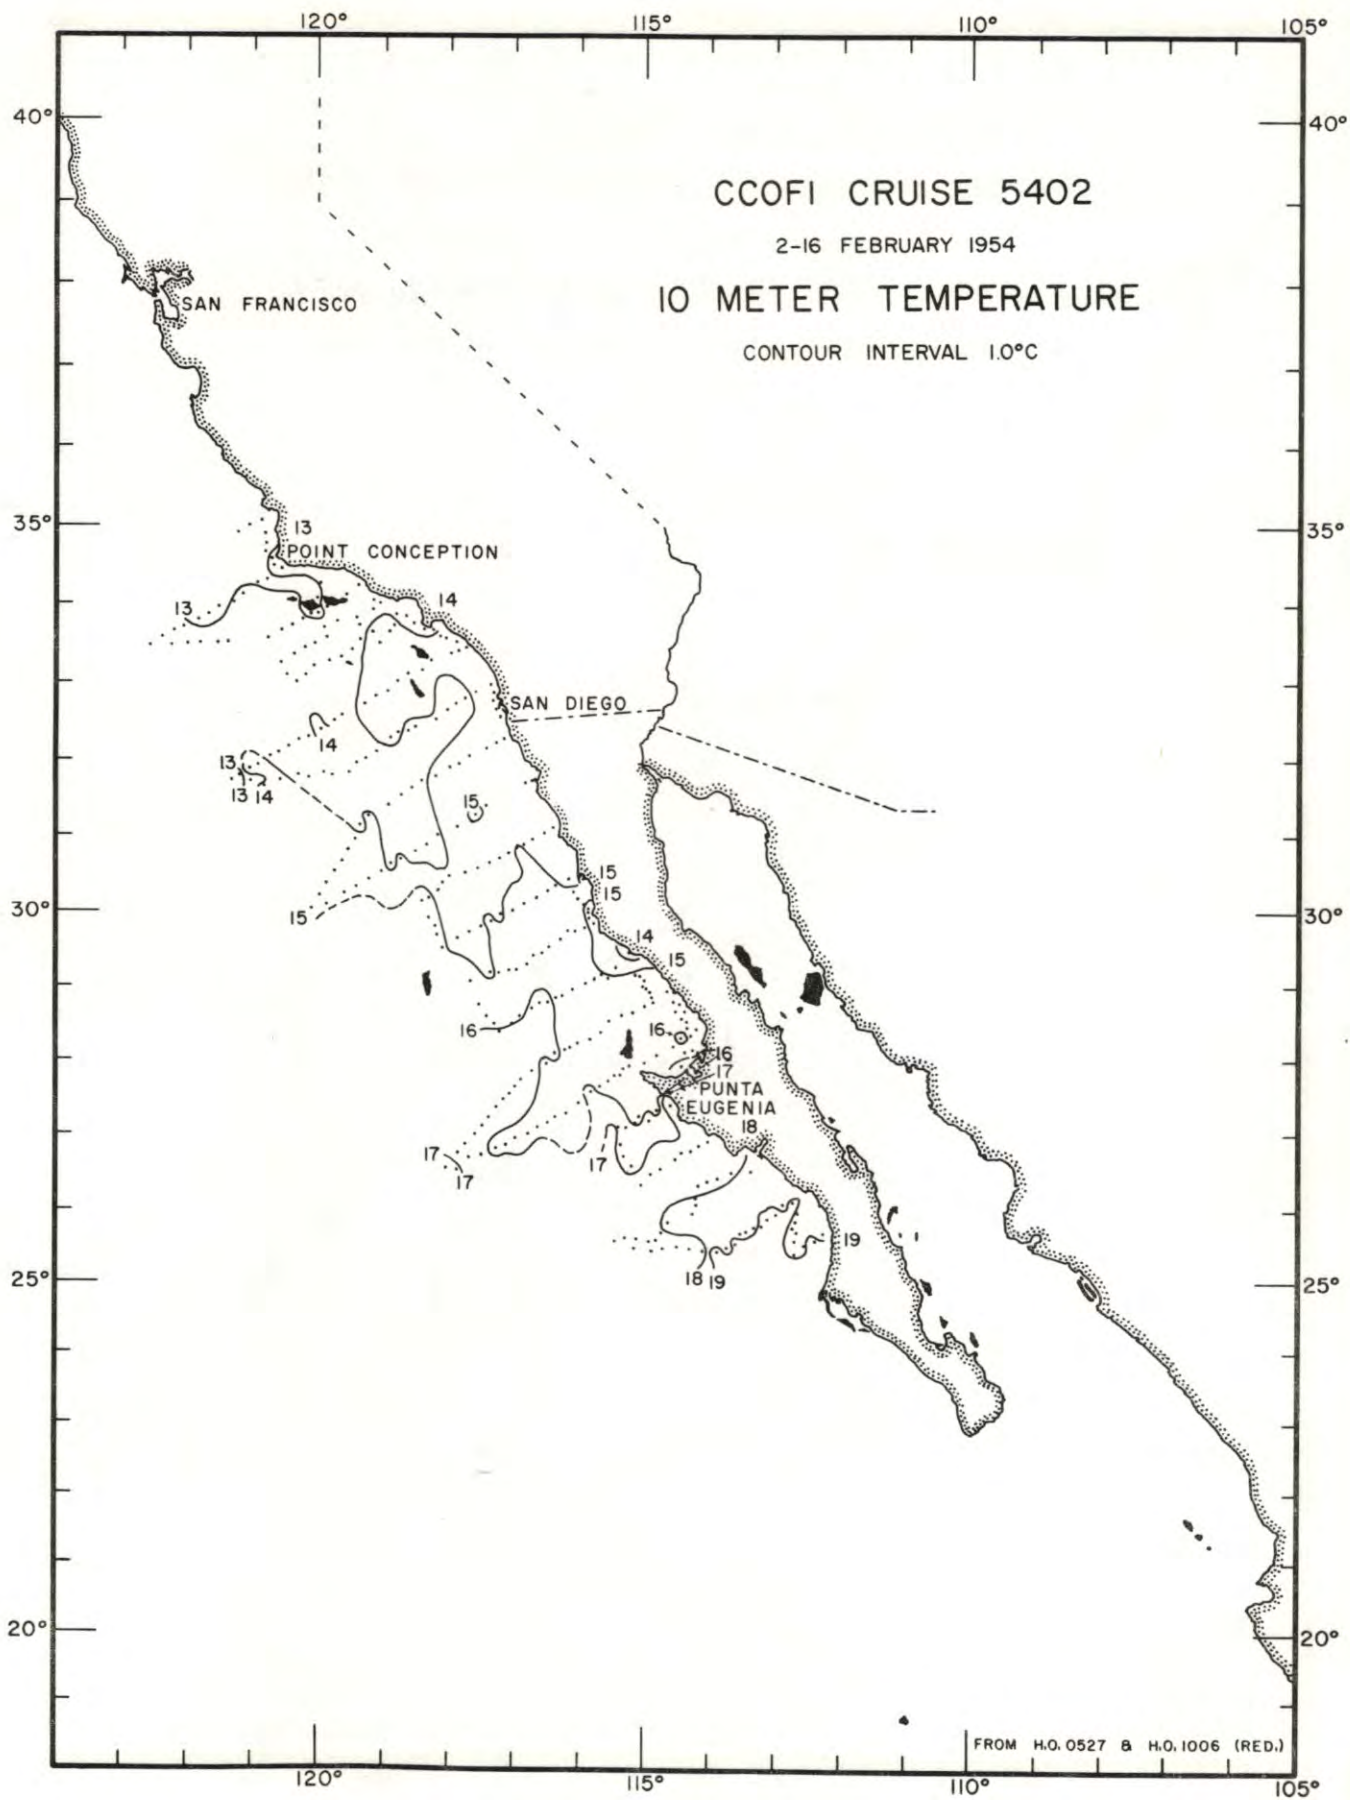 120° 115° 110° 105°
40° 40°
CCOFI CRUISE 5402
2-16 FEBRUARY 1954
10 METER TEMPERATURE
CONTOUR INTERVAL 1.0°C
SAN FRANCISCO
35° 35°
13
POINT CONCEPTION
13
14
SAN DIEGO
14
13
13 14
15
15
15
30° 30°
15
14
15
16
16
16
17
PUNTA
EUGENIA
18
17
17
17
19
18 19
25° 25°
20° 20°
FROM H.O. 0527 & H.O. 1006 (RED.)
120° 115° 110° 105°